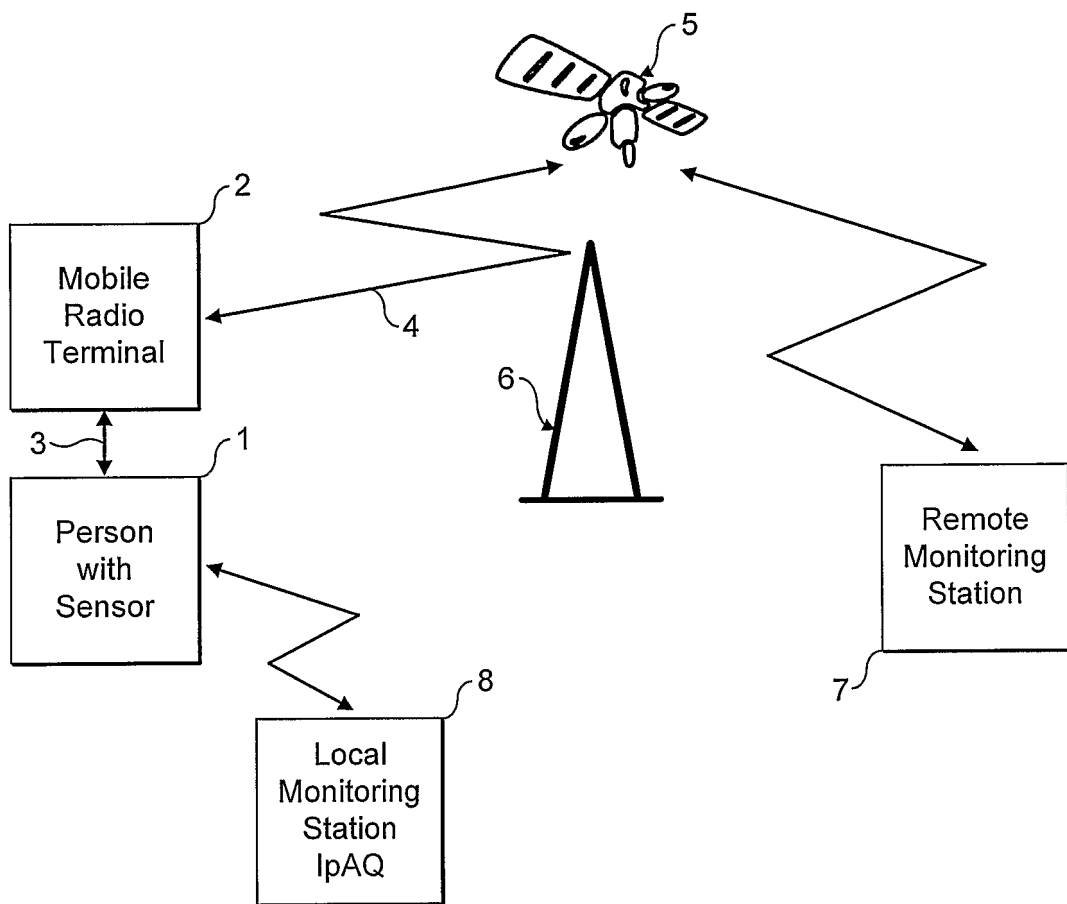 5
2
Mobile
Radio
Terminal
4
6
3
1
Person
with
Sensor
Remote
Monitoring
Station
7
8
Local
Monitoring
Station
IpAQ